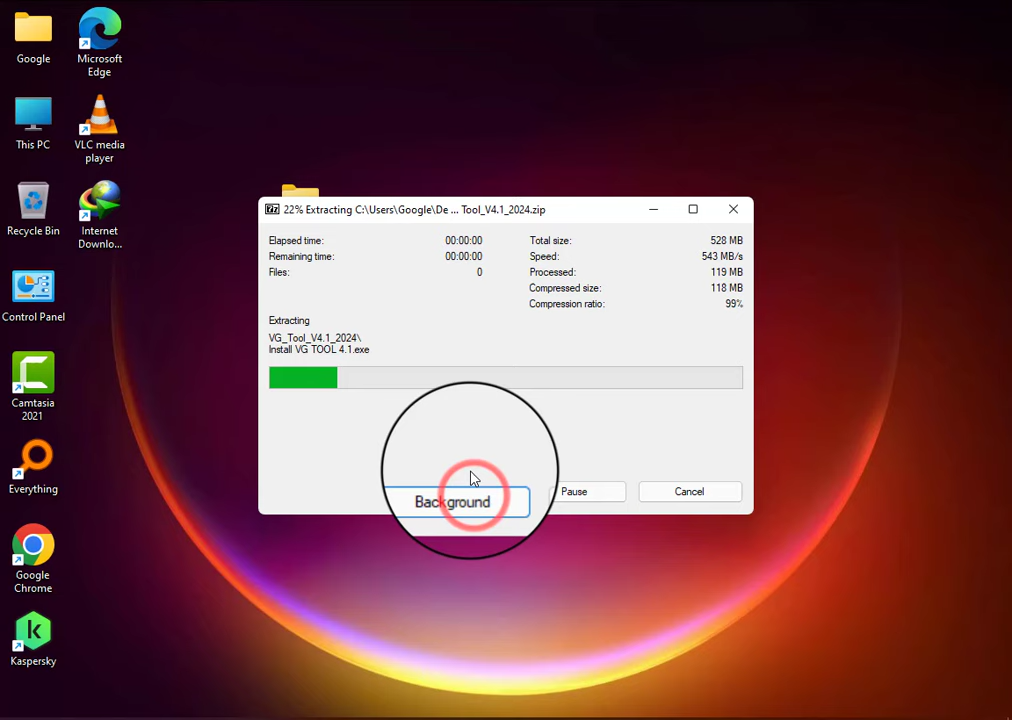 Google
Microsoft
Edge
This PC
VLC media
player
Recycle Bin
Internet
Downlo...
Control Panel
Camtasia
2021
Everything
Google
Chrome
Kaspersky
22% Extracting C:\Users\Google\De ... Tool_V4.1_2024.zip
Elapsed time: 00:00:00 Total size: 528 MB
Remaining time: 00:00:00 Speed: 543 MB/s
Files: 0 Processed: 119 MB
Compressed size: 118 MB
Compression ratio: 99%
Extracting
VG_Tool_V4.1_2024\
Install VG TOOL 4.1.exe
Background Pause Cancel